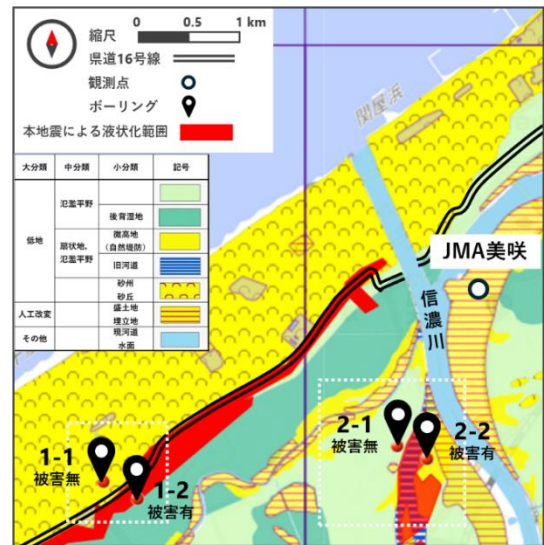 縮尺
0 0.5 1 km
県道16号線
観測点
ボーリング
本地震による液状化範囲
大分類 中分類 小分類 記号
低地
氾濫平野
後背湿地
扇状地、
氾濫平野
微高地
(自然堤防)
旧河道
砂州
砂丘
人工改変
盛土地
埋立地
その他
現河道
水面
関屋浜
JMA美咲
信濃川
1-1
被害無
1-2
被害有
2-1
被害無
2-2
被害有